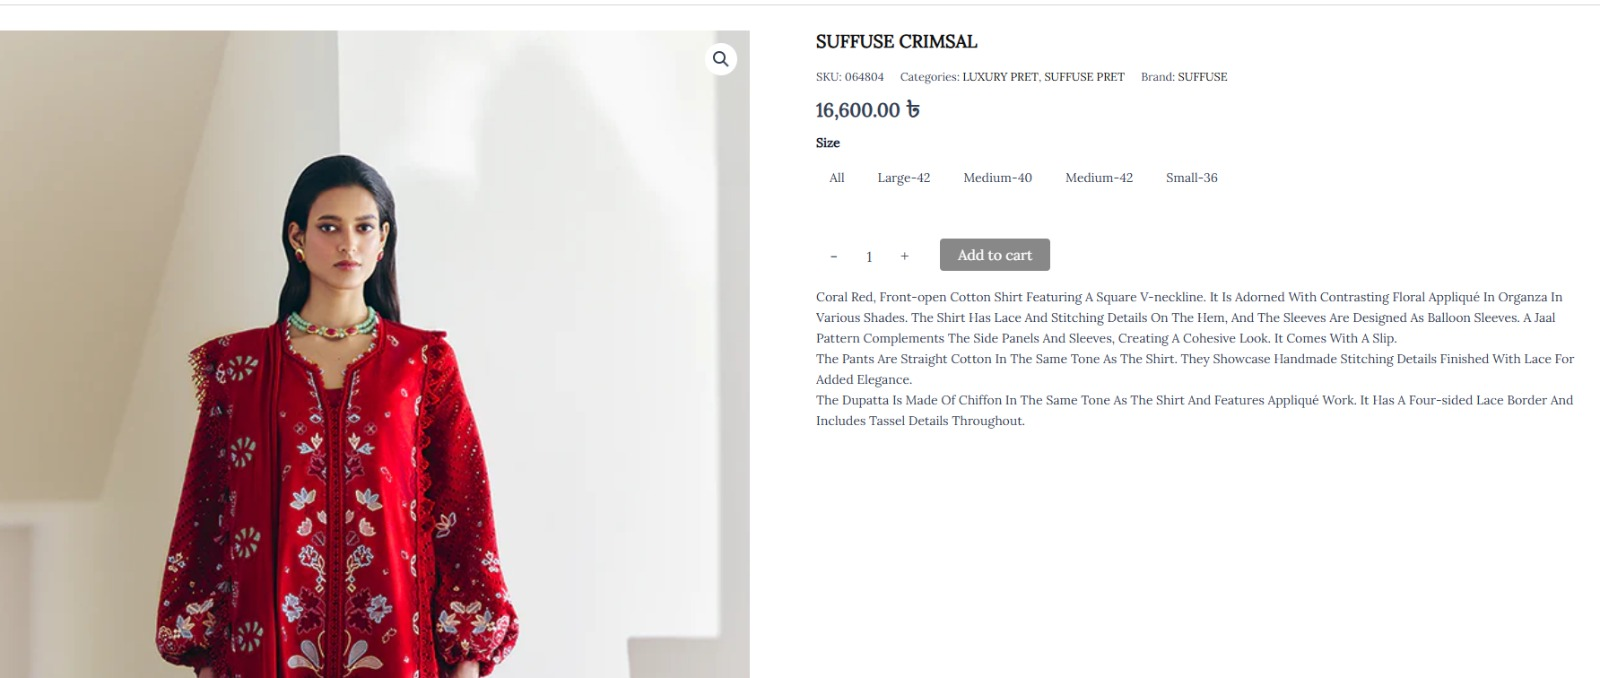 SUFFUSE CRIMSAL
SKU: 064804 Categories: LUXURY PRET, SUFFUSE PRET Brand: SUFFUSE
16,600.00 ৳
Size
All Large-42 Medium-40 Medium-42 Small-36
- 1 + Add to cart
Coral Red, Front-open Cotton Shirt Featuring A Square V-neckline. It Is Adorned With Contrasting Floral Appliqué In Organza In
Various Shades. The Shirt Has Lace And Stitching Details On The Hem, And The Sleeves Are Designed As Balloon Sleeves. A Jaal
Pattern Complements The Side Panels And Sleeves, Creating A Cohesive Look. It Comes With A Slip.
The Pants Are Straight Cotton In The Same Tone As The Shirt. They Showcase Handmade Stitching Details Finished With Lace For
Added Elegance.
The Dupatta Is Made Of Chiffon In The Same Tone As The Shirt And Features Appliqué Work. It Has A Four-sided Lace Border And
Includes Tassel Details Throughout.